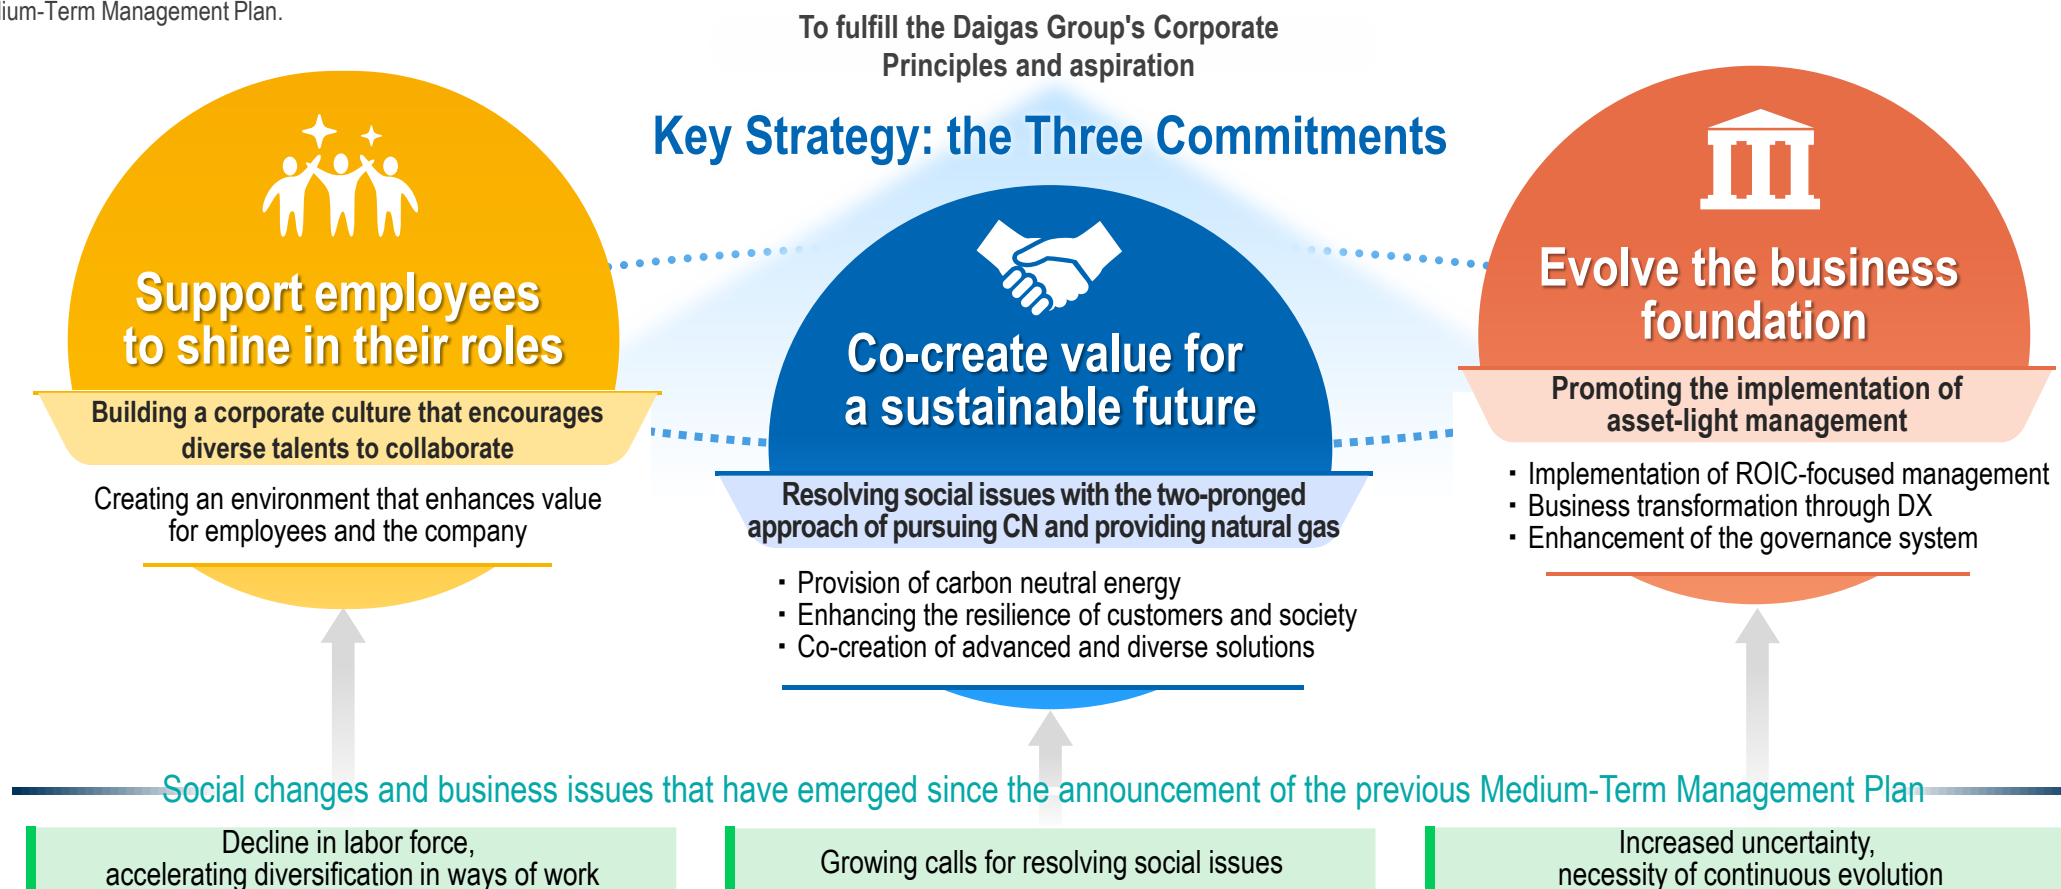 Medium-Term Management Plan.
To fulfill the Daigas Group's Corporate
Principles and aspiration
Key Strategy: the Three Commitments
Support employees
to shine in their roles
Building a corporate culture that encourages
diverse talents to collaborate
Creating an environment that enhances value
for employees and the company
Co-create value for
a sustainable future
Resolving social issues with the two-pronged
approach of pursuing CN and providing natural gas
・Provision of carbon neutral energy
・Enhancing the resilience of customers and society
・Co-creation of advanced and diverse solutions
Evolve the business
foundation
Promoting the implementation of
asset-light management
・Implementation of ROIC-focused management
・Business transformation through DX
・Enhancement of the governance system
Social changes and business issues that have emerged since the announcement of the previous Medium-Term Management Plan
Decline in labor force,
accelerating diversification in ways of work
Growing calls for resolving social issues
Increased uncertainty,
necessity of continuous evolution